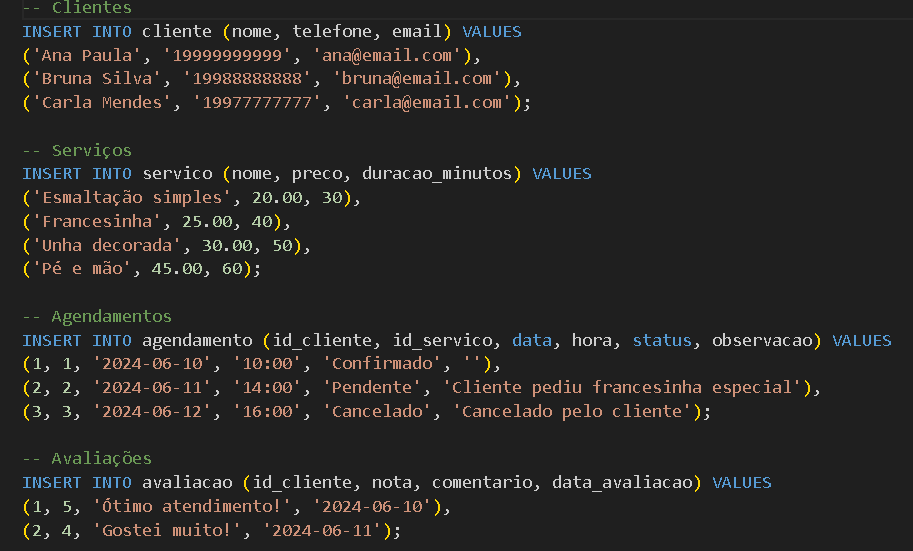 -- Clientes
INSERT INTO cliente (nome, telefone, email) VALUES
('Ana Paula', '19999999999', 'ana@email.com'),
('Bruna Silva', '19988888888', 'bruna@email.com'),
('Carla Mendes', '19977777777', 'carla@email.com');
-- Serviços
INSERT INTO servico (nome, preco, duracao_minutos) VALUES
('Esmaltação simples', 20.00, 30),
('Francesinha', 25.00, 40),
('Unha decorada', 30.00, 50),
('Pé e mão', 45.00, 60);
-- Agendamentos
INSERT INTO agendamento (id_cliente, id_servico, data, hora, status, observacao) VALUES
(1, 1, '2024-06-10', '10:00', 'Confirmado', ''),
(2, 2, '2024-06-11', '14:00', 'Pendente', 'Cliente pediu francesinha especial'),
(3, 3, '2024-06-12', '16:00', 'Cancelado', 'Cancelado pelo cliente');
-- Avaliações
INSERT INTO avaliacao (id_cliente, nota, comentario, data_avaliacao) VALUES
(1, 5, 'Ótimo atendimento!', '2024-06-10'),
(2, 4, 'Gostei muito!', '2024-06-11');